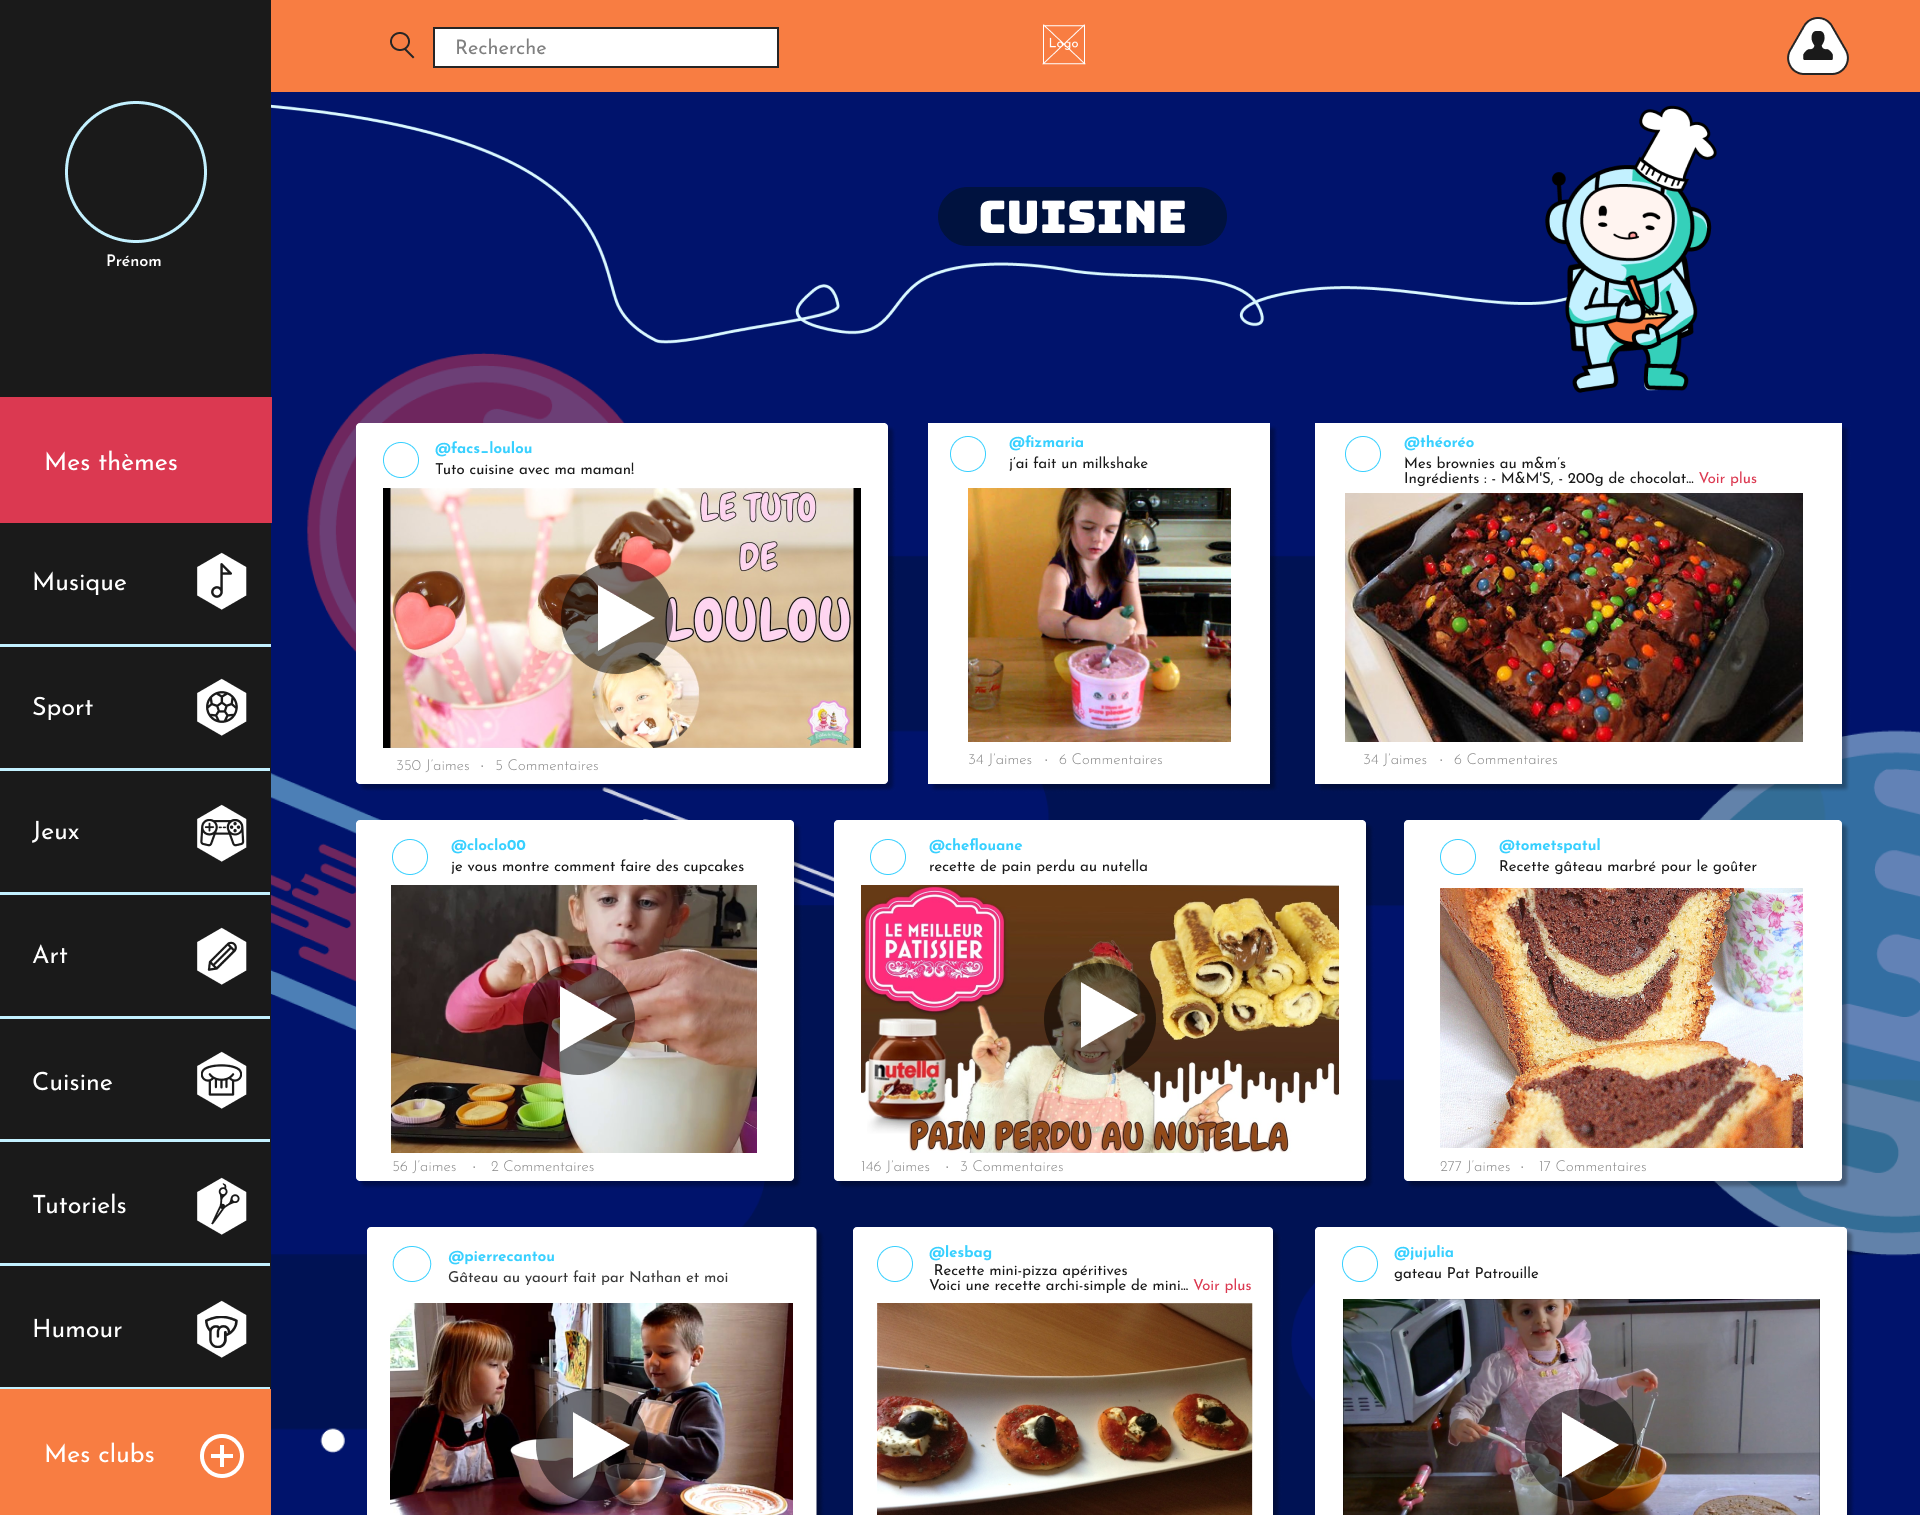 Recherche
Logo
Prénom
CUISINE
Mes thèmes
Musique
Sport
Jeux
Art
Cuisine
Tutoriels
Humour
Mes clubs
@facs_loulou
Tuto cuisine avec ma maman!
LE TUTO
DE
LOULOU
350 J'aimes · 5 Commentaires
@fizmaria
j'ai fait un milkshake
34 J'aimes · 6 Commentaires
@théoréo
Mes brownies au m&m's
Ingrédients : - M&M'S, - 200g de chocolat... Voir plus
34 J'aimes · 6 Commentaires
@cloclo00
je vous montre comment faire des cupcakes
56 J'aimes · 2 Commentaires
@cheflouane
recette de pain perdu au nutella
LE MEILLEUR
PATISSIER
nutella
PAIN PERDU AU NUTELLA
146 J'aimes · 3 Commentaires
@tometspatul
Recette gâteau marbré pour le goûter
277 J'aimes · 17 Commentaires
@pierrecantou
Gâteau au yaourt fait par Nathan et moi
@lesbag
Recette mini-pizza apéritives
Voici une recette archi-simple de mini... Voir plus
@jujulia
gateau Pat Patrouille